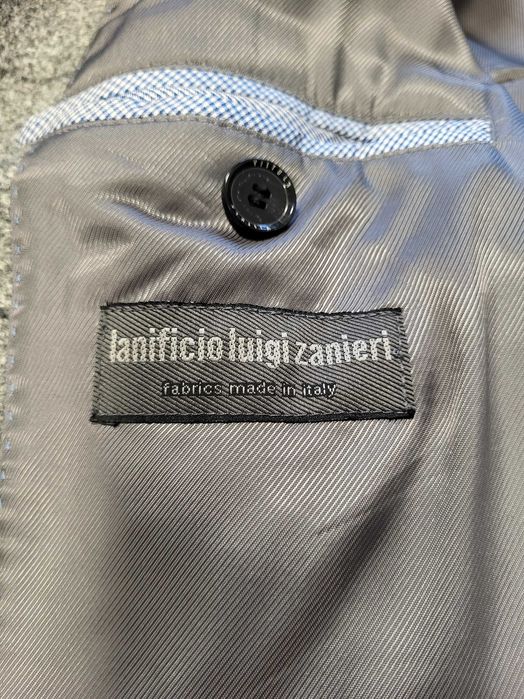 lanificio luigi zanieri
fabrics made in italy